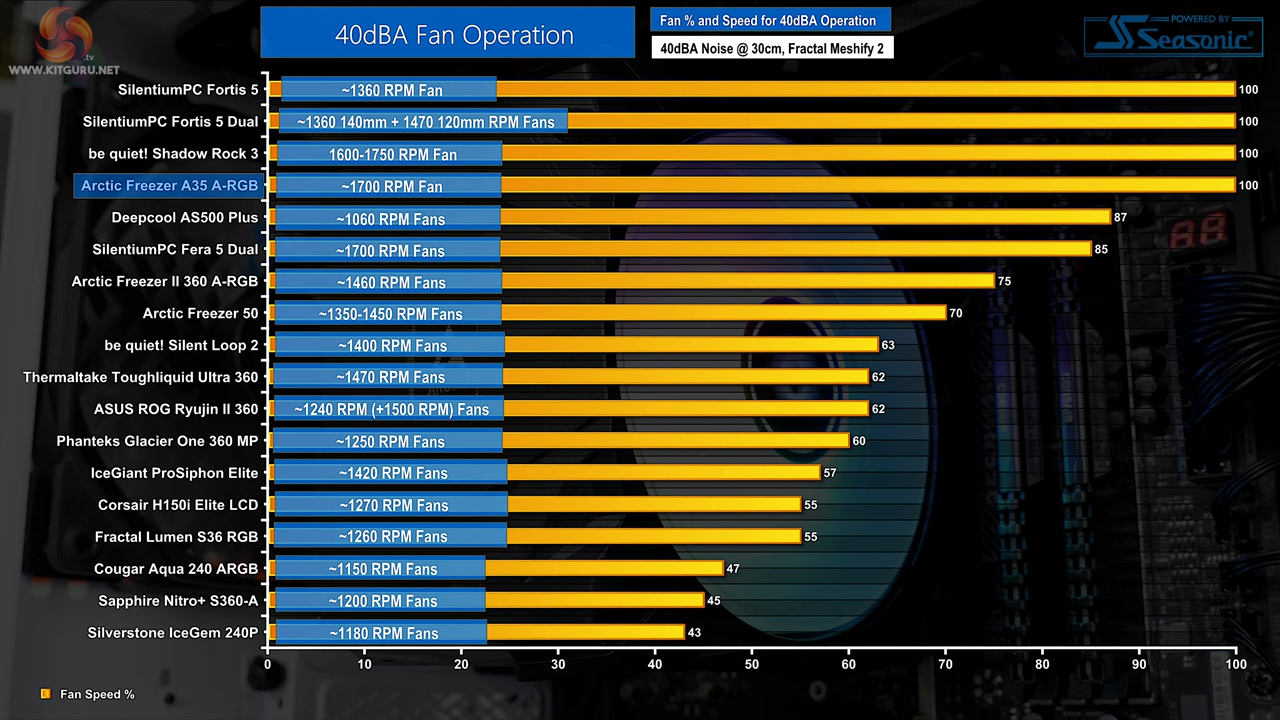 40dBA Fan Operation
Fan % and Speed for 40dBA Operation
40dBA Noise @ 30cm, Fractal Meshify 2
POWERED BY
Seasonic
.tv
WWW.KITGURU.NET
SilentiumPC Fortis 5 ~1360 RPM Fan 100
SilentiumPC Fortis 5 Dual ~1360 140mm + 1470 120mm RPM Fans 100
be quiet! Shadow Rock 3 1600-1750 RPM Fan 100
Arctic Freezer A35 A-RGB ~1700 RPM Fan 100
Deepcool AS500 Plus ~1060 RPM Fans 87
SilentiumPC Fera 5 Dual ~1700 RPM Fans 85
Arctic Freezer II 360 A-RGB ~1460 RPM Fans 75
Arctic Freezer 50 ~1350-1450 RPM Fans 70
be quiet! Silent Loop 2 ~1400 RPM Fans 63
Thermaltake Toughliquid Ultra 360 ~1470 RPM Fans 62
ASUS ROG Ryujin II 360 ~1240 RPM (+1500 RPM) Fans 62
Phanteks Glacier One 360 MP ~1250 RPM Fans 60
IceGiant ProSiphon Elite ~1420 RPM Fans 57
Corsair H150i Elite LCD ~1270 RPM Fans 55
Fractal Lumen S36 RGB ~1260 RPM Fans 55
Cougar Aqua 240 ARGB ~1150 RPM Fans 47
Sapphire Nitro+ S360-A ~1200 RPM Fans 45
Silverstone IceGem 240P ~1180 RPM Fans 43
0 10 20 30 40 50 60 70 80 90 100
Fan Speed %